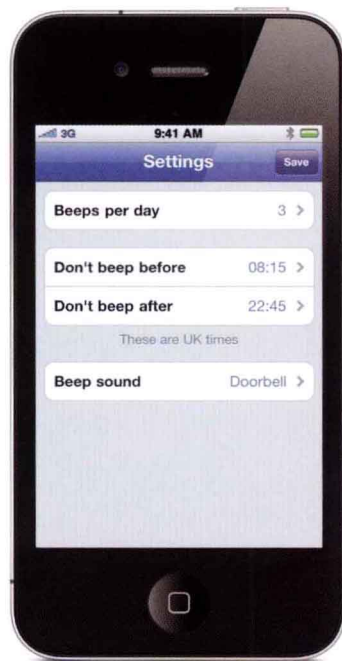 3G 9:41 AM
Settings Save
Beeps per day 3 >
Don't beep before 08:15 >
Don't beep after 22:45 >
These are UK times
Beep sound Doorbell >